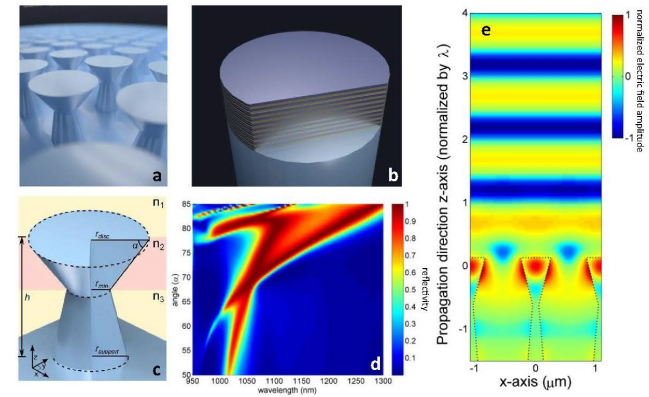 a
b
c
n₁
n₂
n₃
r_disc
α
r_min
h
r_support
z
y
x
d
angle (α)
85
80
75
70
65
60
55
50
950
1000
1050
1100
1150
1200
1250
1300
wavelength (nm)
1
0.9
0.8
0.7
0.6
0.5
0.4
0.3
0.2
0.1
reflectivity
e
Propagation direction z-axis (normalized by λ)
4
3
2
1
0
-1
-1
0
1
x-axis (μm)
1
0
-1
normalized electric field
amplitude